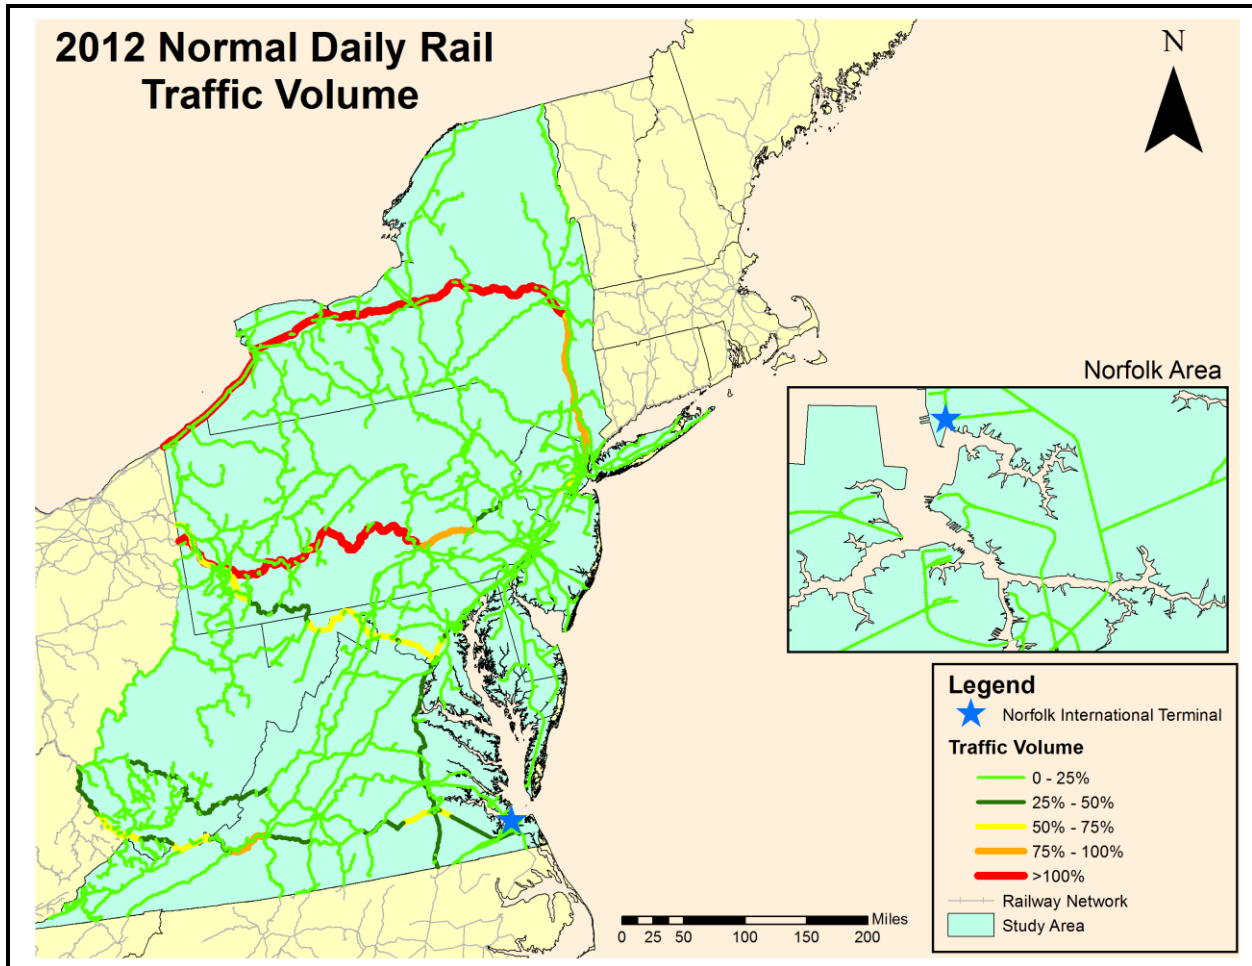 2012 Normal Daily Rail
Traffic Volume
N
Norfolk Area
Legend
Norfolk International Terminal
Traffic Volume
0 - 25%
25% - 50%
50% - 75%
75% - 100%
>100%
Railway Network
Study Area
Miles
0 25 50 100 150 200